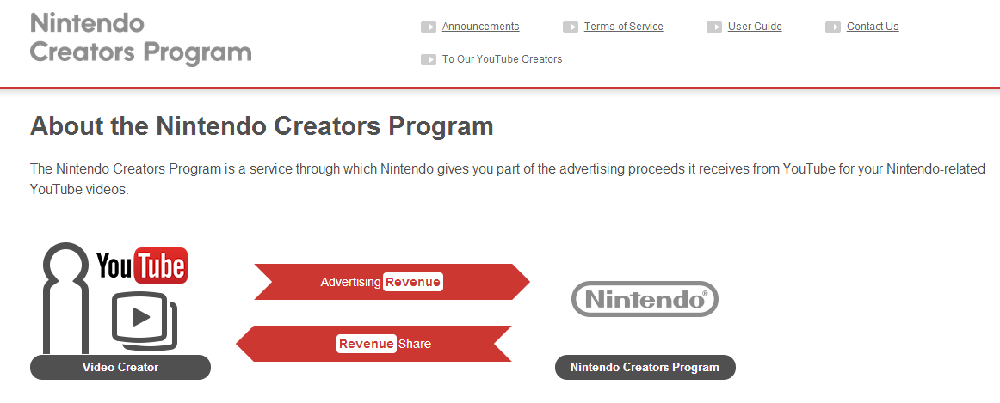 Nintendo
Creators Program
Announcements
Terms of Service
User Guide
Contact Us
To Our YouTube Creators
About the Nintendo Creators Program
The Nintendo Creators Program is a service through which Nintendo gives you part of the advertising proceeds it receives from YouTube for your Nintendo-related
YouTube videos.
YouTube
Advertising Revenue
Nintendo®
Revenue Share
Video Creator
Nintendo Creators Program